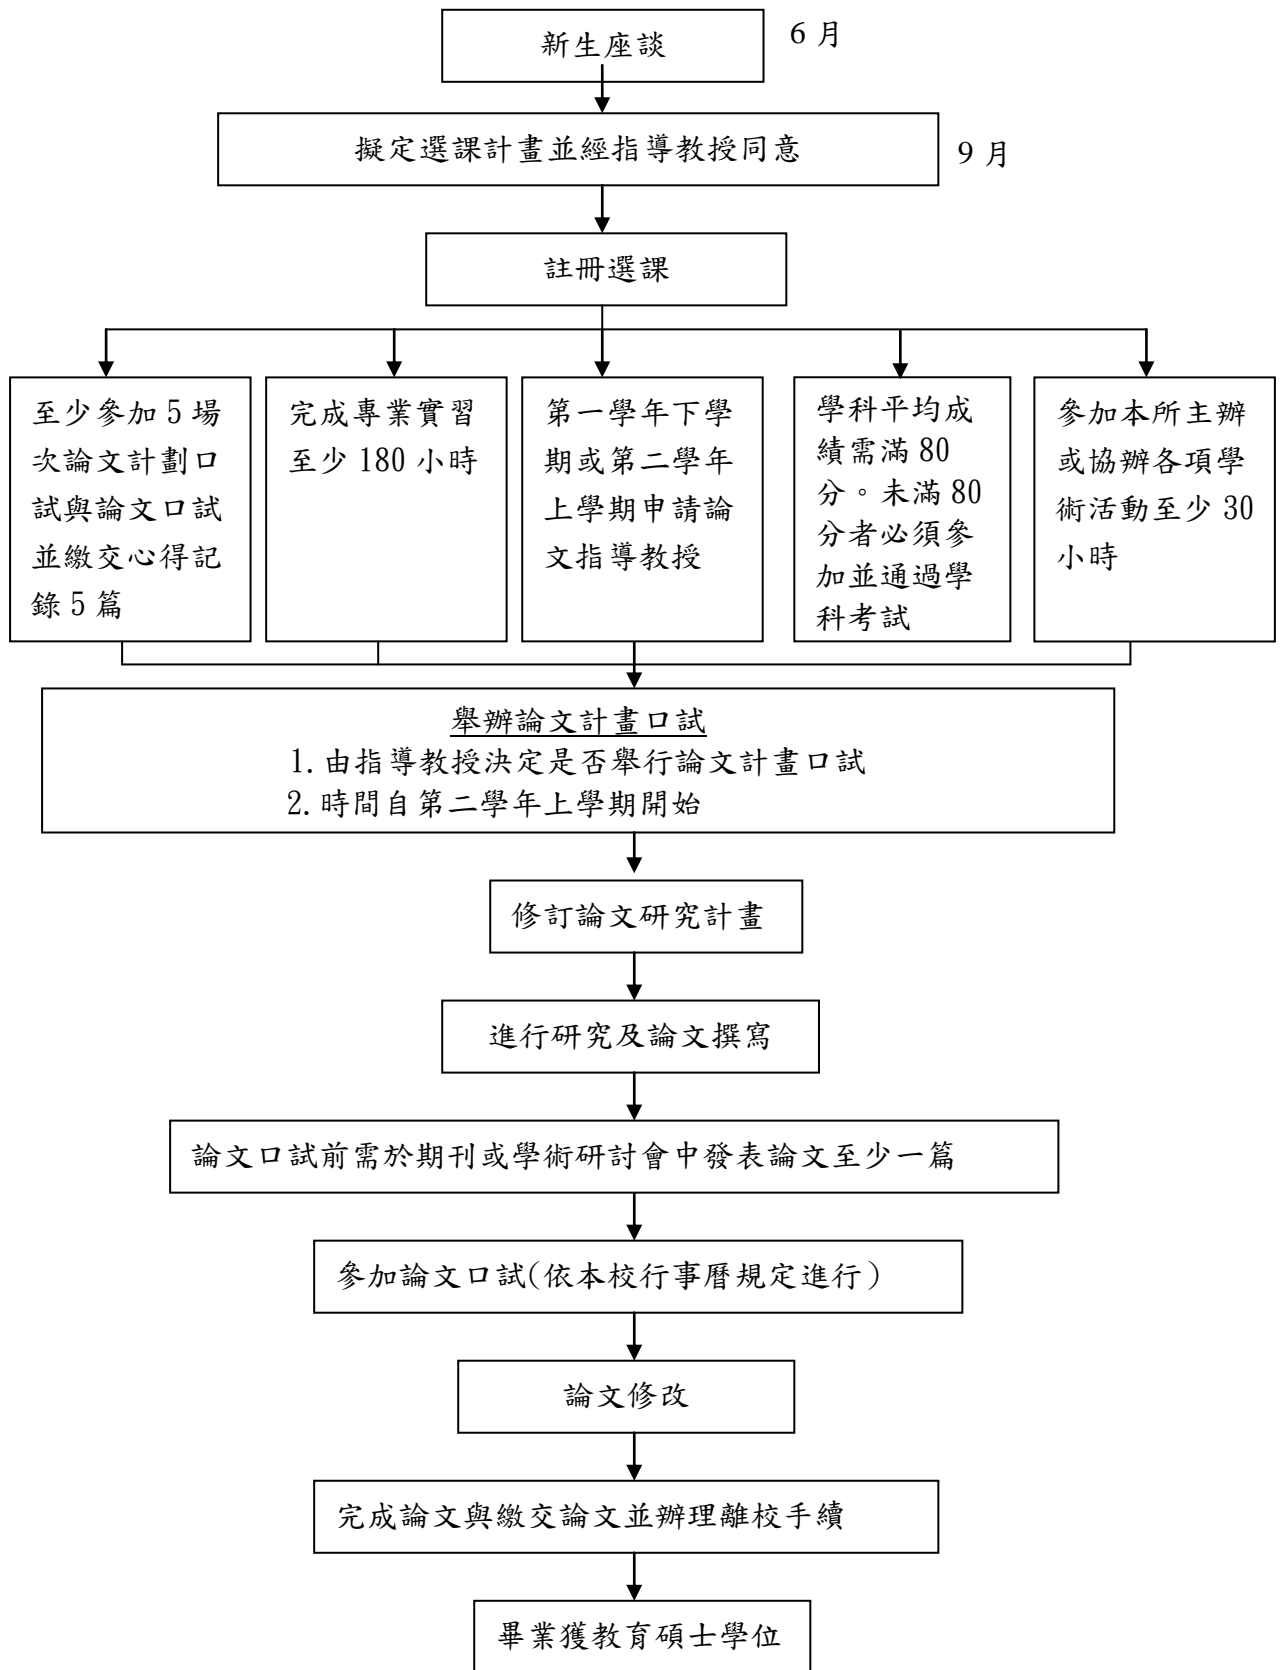 新生座談
6 月
擬定選課計畫並經指導教授同意
9 月
註冊選課
至少參加 5 場
次論文計劃口
試與論文口試
並繳交心得記
錄 5 篇
完成專業實習
至少 180 小時
第一學年下學
期或第二學年
上學期申請論
文指導教授
學科平均成
績需滿 80
分。未滿 80
分者必須參
加並通過學
科考試
參加本所主辦
或協辦各項學
術活動至少 30
小時
舉辦論文計畫口試
1. 由指導教授決定是否舉行論文計畫口試
2. 時間自第二學年上學期開始
修訂論文研究計畫
進行研究及論文撰寫
論文口試前需於期刊或學術研討會中發表論文至少一篇
參加論文口試(依本校行事曆規定進行)
論文修改
完成論文與繳交論文並辦理離校手續
畢業獲教育碩士學位